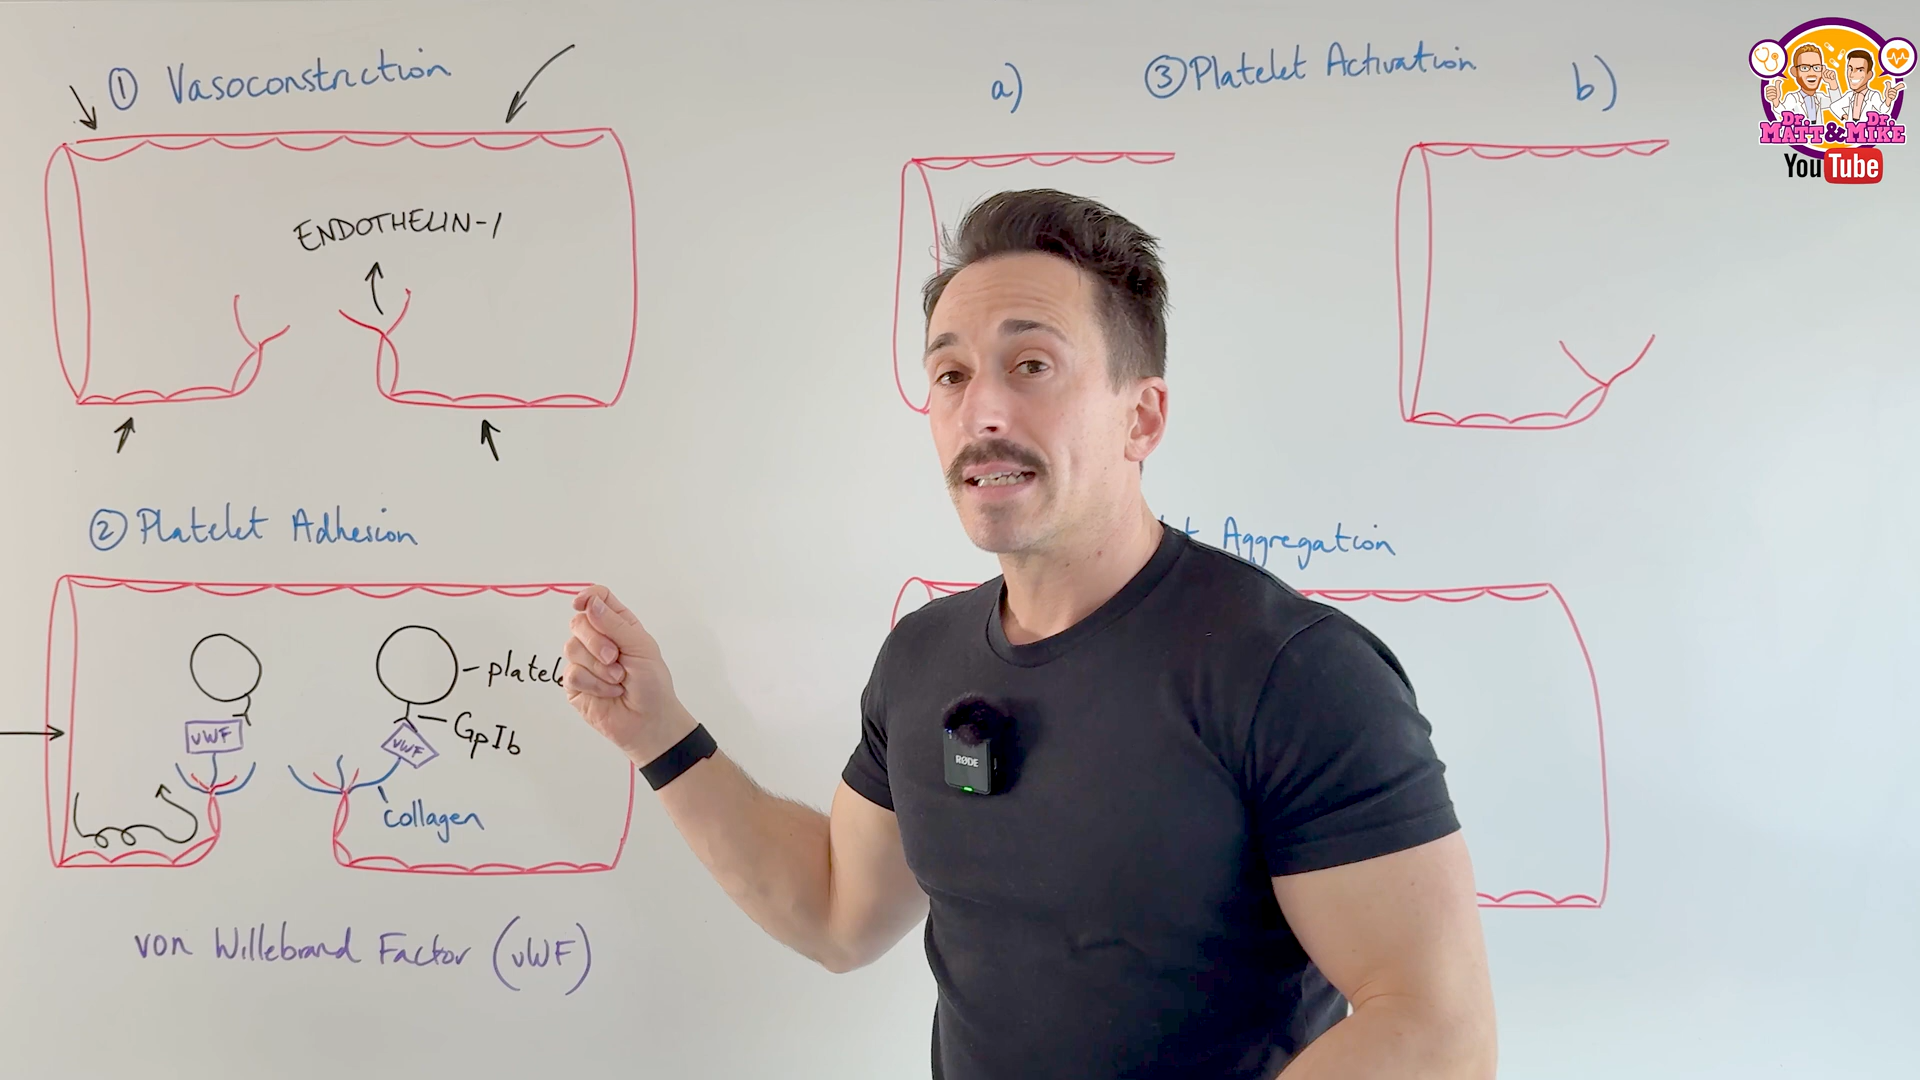 ① Vasoconstriction
ENDOTHELIN-1
② Platelet Adhesion
platele
GpIb
vWF
vWF
collagen
von Willebrand Factor (vWF)
a)
③ Platelet Activation
b)
t Aggregation
RØDE
Dr. Dr.
MATT & MIKE
YouTube